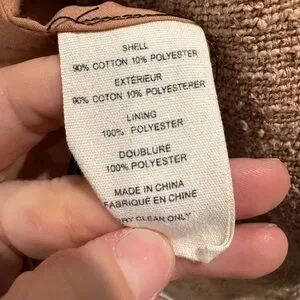 SHELL
90% COTTON 10% POLYESTER
EXTÉRIEUR
90% COTON 10% POLYESTEPER
LINING
100% POLYESTER
DOUBLURE
100% POLYESTER
MADE IN CHINA
FABRIQUÉ EN CHINE
DRY CLEAN ONLY